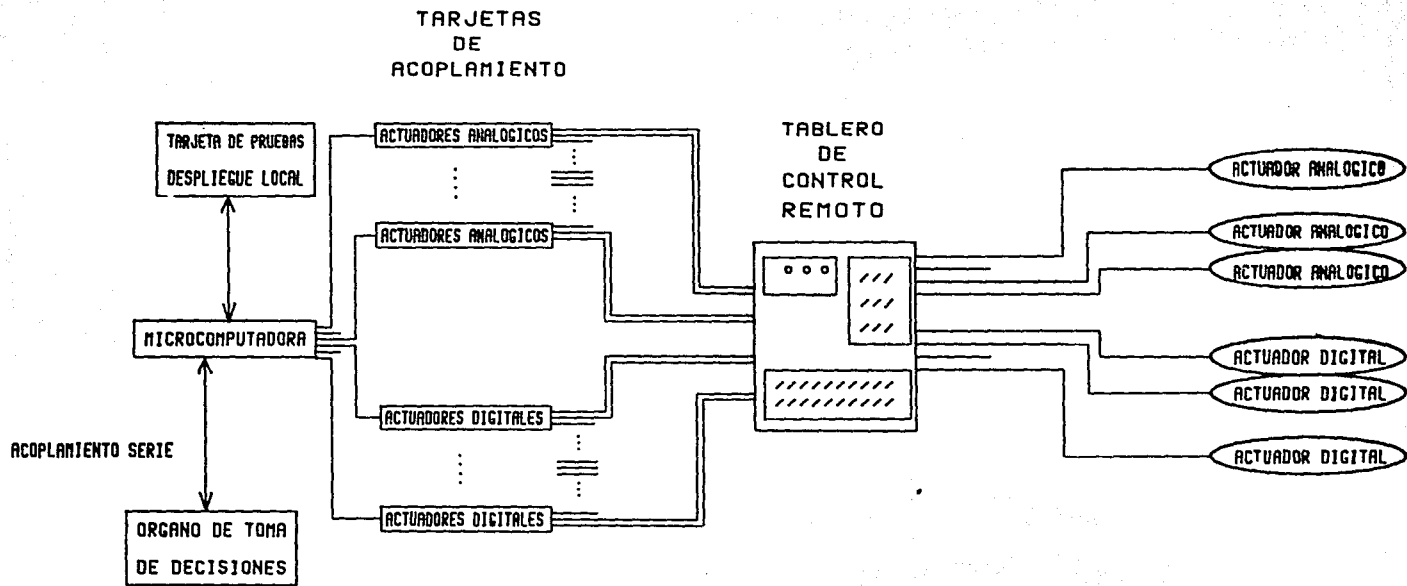 TARJETAS
DE
ACOPLAMIENTO
TARJETA DE PRUEBAS
DESPLIEGUE LOCAL
ACTUADORES ANALOGICOS
ACTUADORES ANALOGICOS
MICROCOMPUTADORA
ACTUADORES DIGITALES
ACTUADORES DIGITALES
ACOPLAMIENTO SERIE
ORGANO DE TOMA
DE DECISIONES
TABLERO
DE
CONTROL
REMOTO
ACTUADOR ANALOGICO
ACTUADOR ANALOGICO
ACTUADOR ANALOGICO
ACTUADOR DIGITAL
ACTUADOR DIGITAL
ACTUADOR DIGITAL